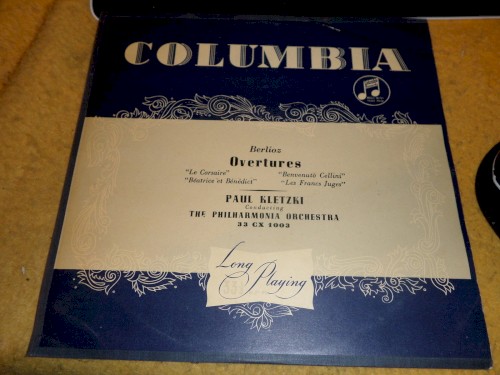 COLUMBIA
Berlioz
Overtures
"Le Corsaire" "Benvenuto Cellini"
"Béatrice et Bénédict" "Les Francs Juges"
PAUL KLETZKI
Conducting
THE PHILHARMONIA ORCHESTRA
33 CX 1003
Long
Playing